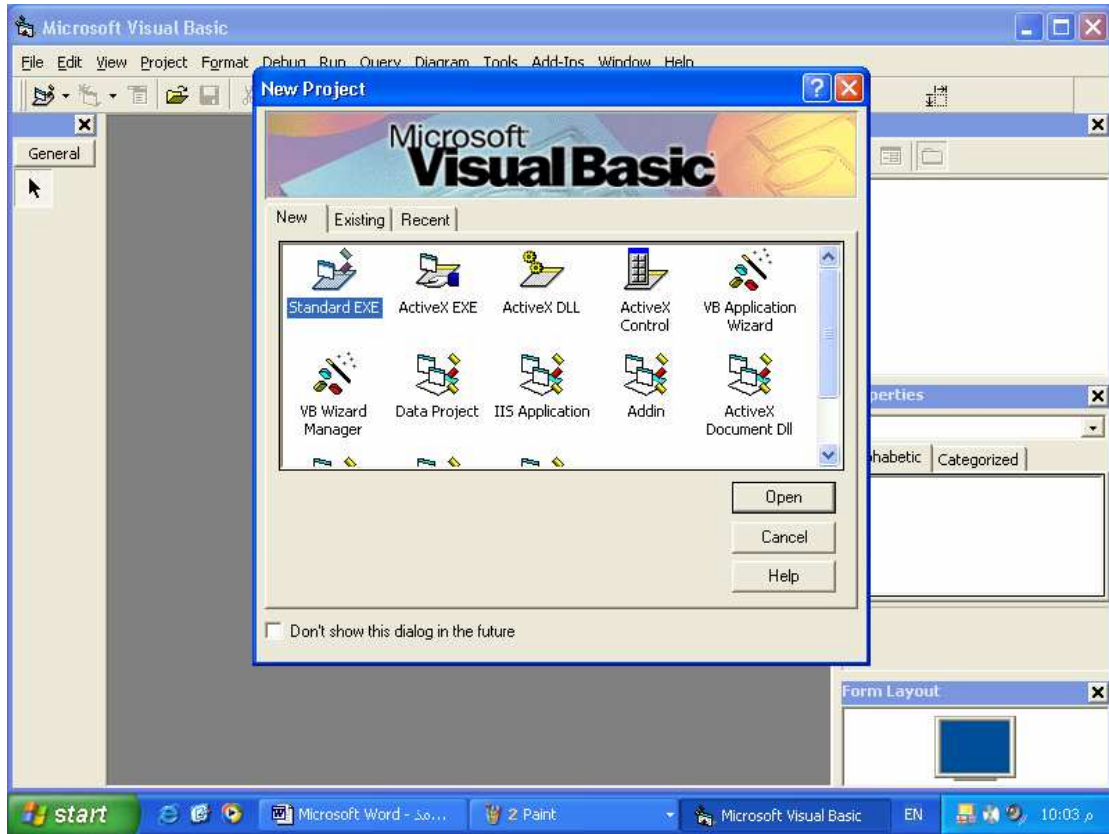 Microsoft Visual Basic
File Edit View Project Format Debug Run Query Diagram Tools Add-Ins Window Help
New Project
Microsoft
Visual Basic
General
New Existing Recent
Standard EXE ActiveX EXE ActiveX DLL ActiveX Control VB Application Wizard
VB Wizard Manager Data Project IIS Application Addin ActiveX Document Dll
Open
Cancel
Help
Don't show this dialog in the future
perties
habetic Categorized
Form Layout
start Microsoft Word - ...مذ 2 Paint Microsoft Visual Basic EN 10:03 م